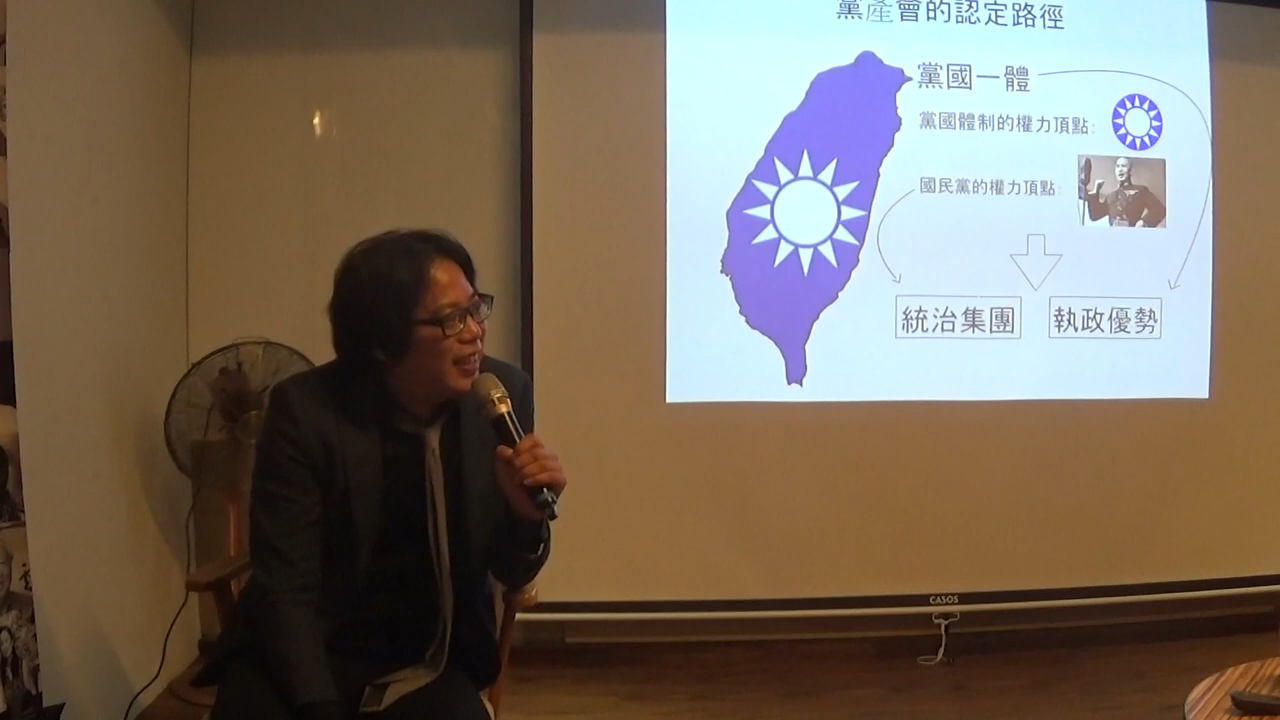 黨產會的認定路徑
黨國一體
黨國體制的權力頂點:
國民黨的權力頂點:
統治集團
執政優勢
CASOS